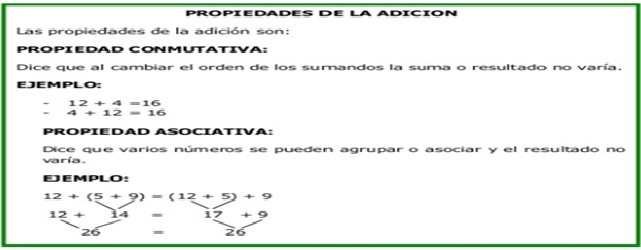 PROPIEDADES DE LA ADICION
Las propiedades de la adición son:
PROPIEDAD CONMUTATIVA:
Dice que al cambiar el orden de los sumandos la suma o resultado no varía.
EJEMPLO:
- 12 + 4 =16
- 4 + 12 = 16
PROPIEDAD ASOCIATIVA:
Dice que varios números se pueden agrupar o asociar y el resultado no
varía.
EJEMPLO:
12 + (5 + 9) = (12 + 5) + 9
12 + 14 = 17 + 9
26 = 26